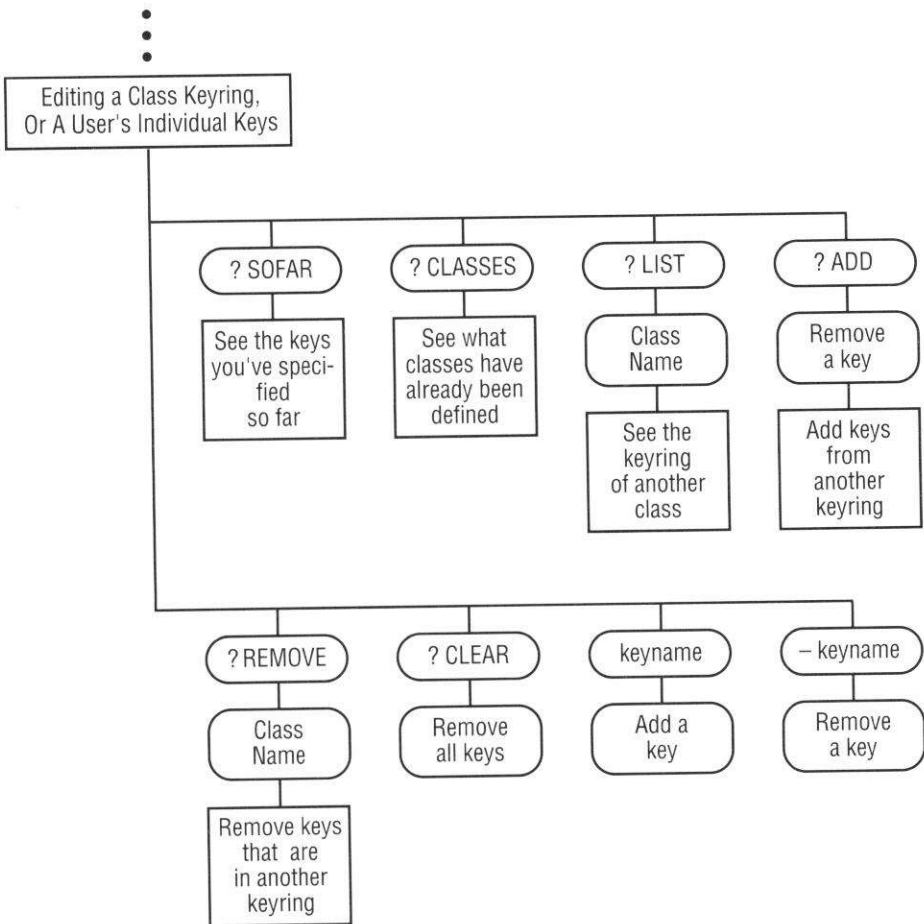 Editing a Class Keyring,
Or A User's Individual Keys
? SOFAR
See the keys
you've speci-
fied
so far
? CLASSES
See what
classes have
already been
defined
? LIST
Class
Name
See the
keyring
of another
class
? ADD
Remove
a key
Add keys
from
another
keyring
? REMOVE
Class
Name
Remove keys
that are
in another
keyring
? CLEAR
Remove
all keys
keyname
Add a
key
– keyname
Remove
a key